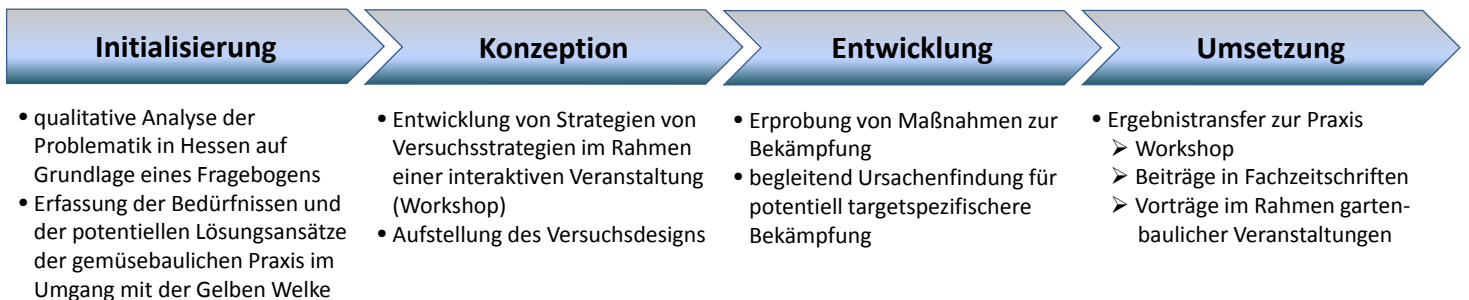 Initialisierung
Konzeption
Entwicklung
Umsetzung
• qualitative Analyse der
Problematik in Hessen auf
Grundlage eines Fragebogens
• Erfassung der Bedürfnissen und
der potentiellen Lösungsansätze
der gemüsebaulichen Praxis im
Umgang mit der Gelben Welke
• Entwicklung von Strategien von
Versuchsstrategien im Rahmen
einer interaktiven Veranstaltung
(Workshop)
• Aufstellung des Versuchsdesigns
• Erprobung von Maßnahmen zur
Bekämpfung
• begleitend Ursachenfindung für
potentiell targetspezifischere
Bekämpfung
• Ergebnistransfer zur Praxis
➢ Workshop
➢ Beiträge in Fachzeitschriften
➢ Vorträge im Rahmen garten-
baulicher Veranstaltungen